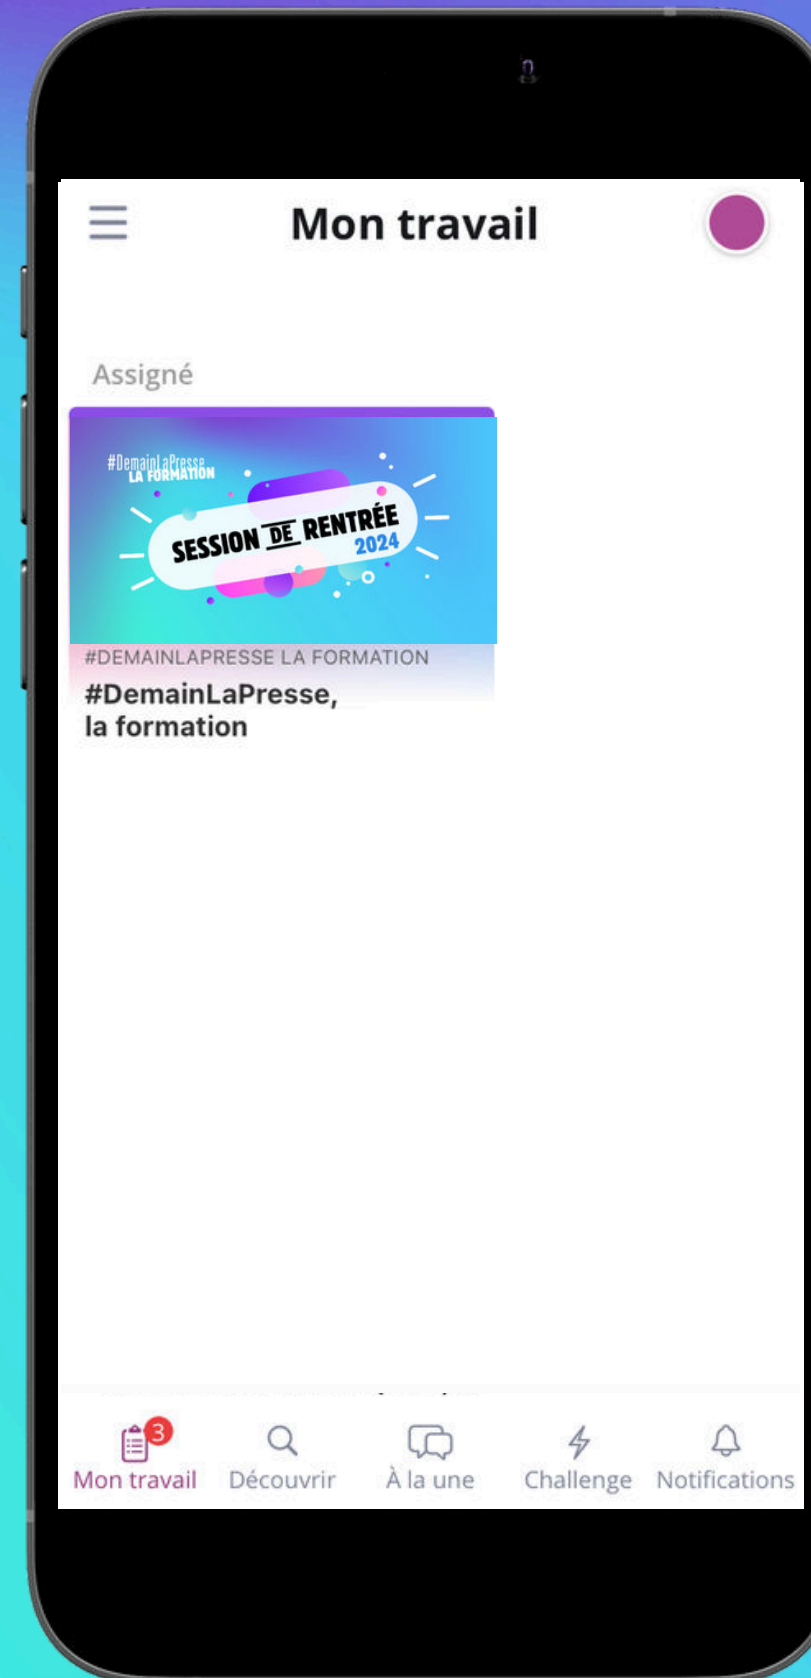 Mon travail
Assigné
#DemainLaPresse
LA FORMATION
SESSION DE RENTRÉE
2024
#DEMAINLAPRESSE LA FORMATION
#DemainLaPresse,
la formation
3
Mon travail Découvrir À la une Challenge Notifications